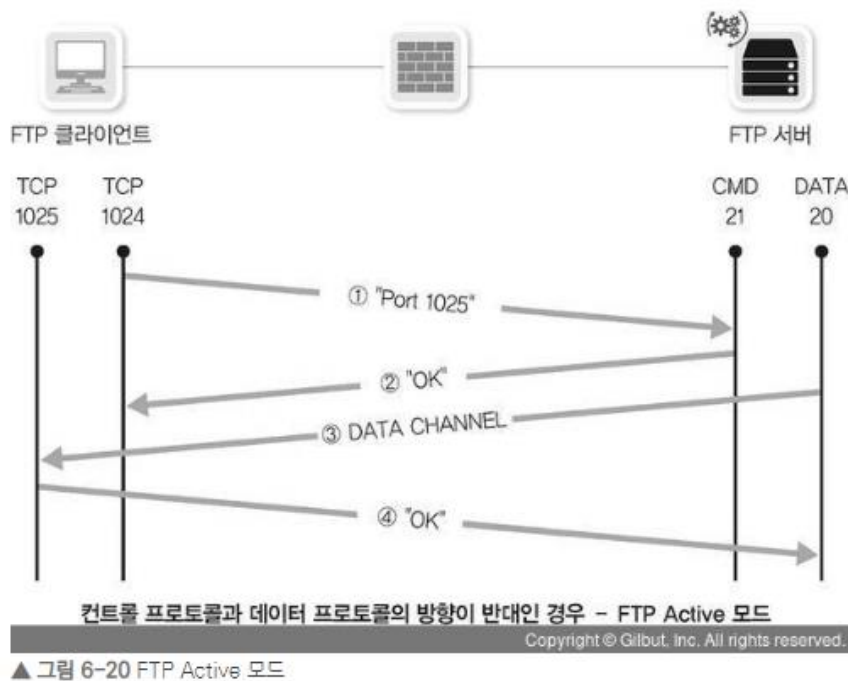 FTP 클라이언트
FTP 서버
TCP 1025
TCP 1024
CMD 21
DATA 20
① "Port 1025"
② "OK"
③ DATA CHANNEL
④ "OK"
컨트롤 프로토콜과 데이터 프로토콜의 방향이 반대인 경우 – FTP Active 모드
Copyright © Gilbut, Inc. All rights reserved.
▲ 그림 6-20 FTP Active 모드